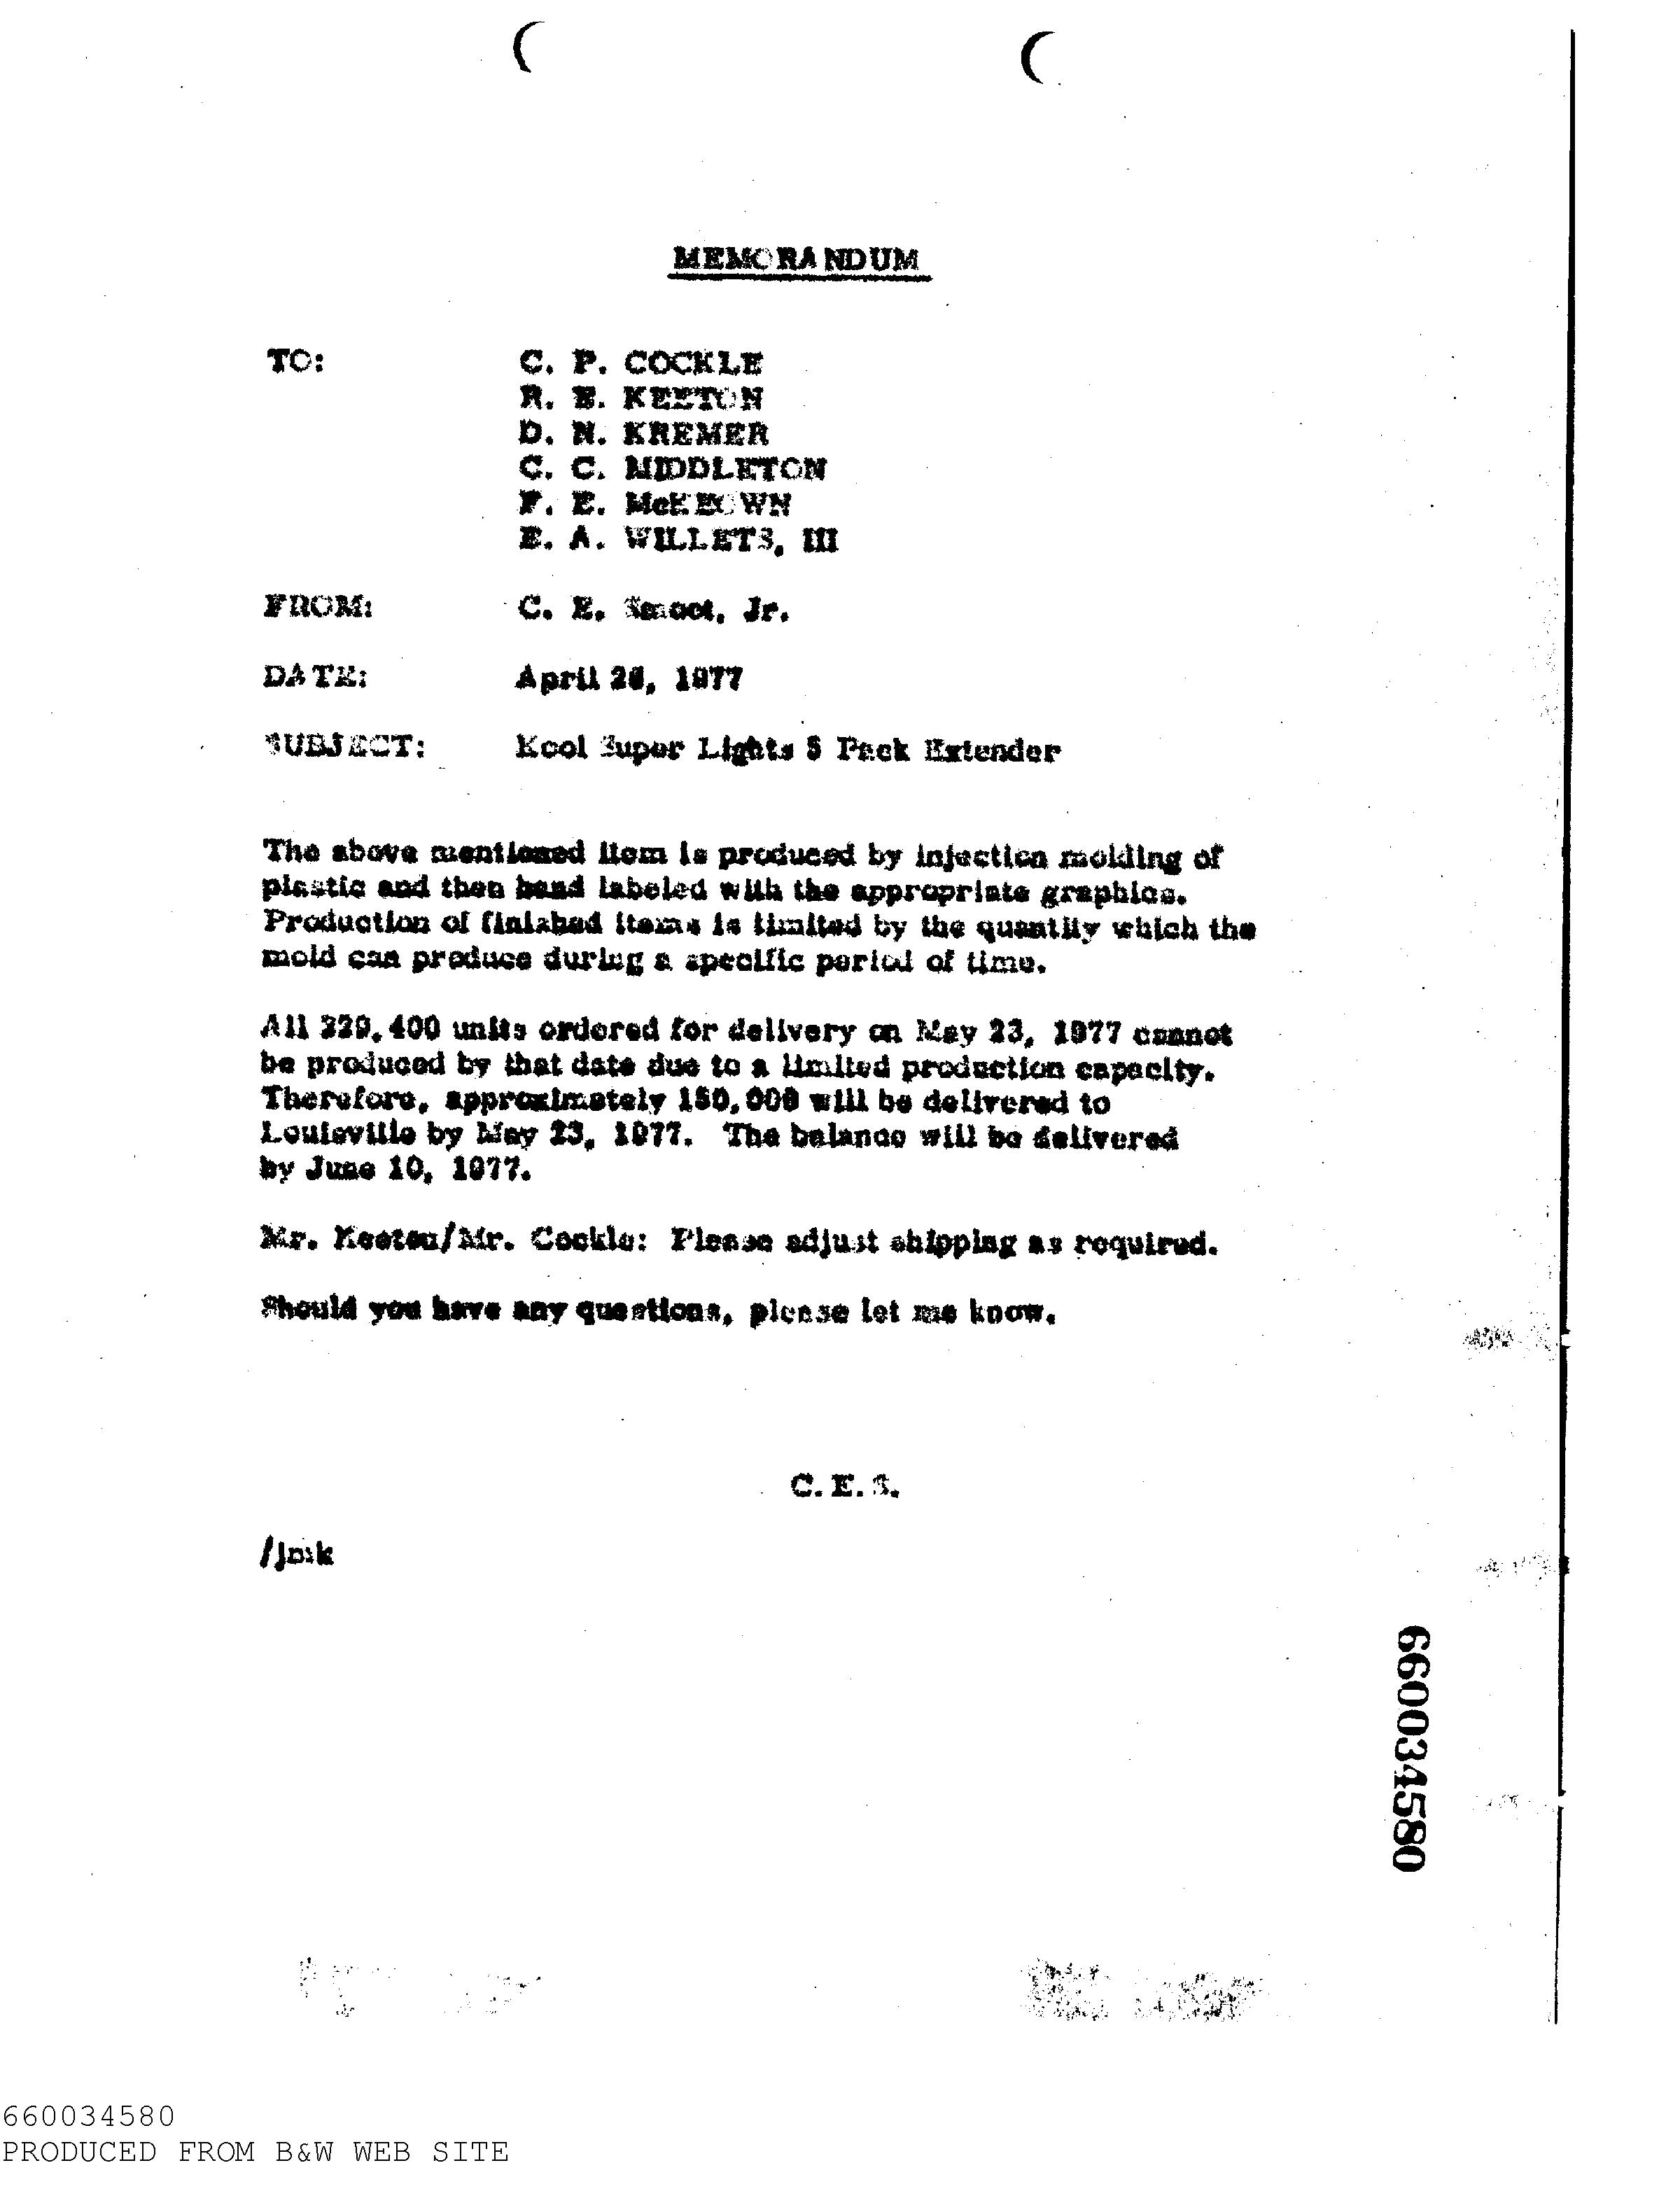 MEMORANDUM
TO: C. P. COCKLE
R. E. KEETON
D. N. KREMER
C. C. MIDDLETON
F. E. McKEOWN
E. A. WILLETS, III
FROM: C. E. Smoot, Jr.
DATE: April 26, 1977
SUBJECT: Kool Super Lights 5 Pack Extender
The above mentioned item is produced by injection molding of
plastic and then hand labeled with the appropriate graphics.
Production of finished items is limited by the quantity which the
mold can produce during a specific period of time.
All units ordered for delivery on May 23, 1977 cannot
be produced by that date due to a limited production capacity.
Therefore, approximately 150,000 will be delivered to
Louisville by May 23, 1977. The balance will be delivered
by June 10, 1977.
Mr. Keeton/Mr. Cockle: Please adjust shipping as required.
Should you have any questions, please let me know.
C. E. S.
/jmk
660034580
660034580
PRODUCED FROM B&W WEB SITE